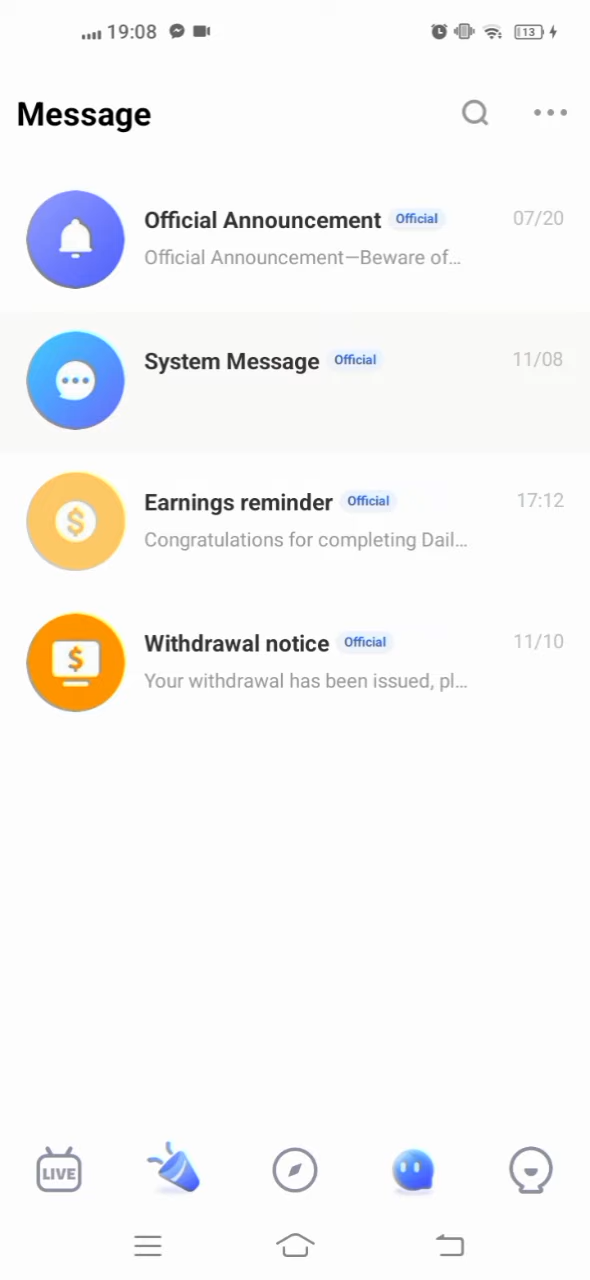 19:08
13
Message
Official Announcement Official 07/20
Official Announcement—Beware of...
System Message Official 11/08
Earnings reminder Official 17:12
Congratulations for completing Dail...
Withdrawal notice Official 11/10
Your withdrawal has been issued, pl...
LIVE